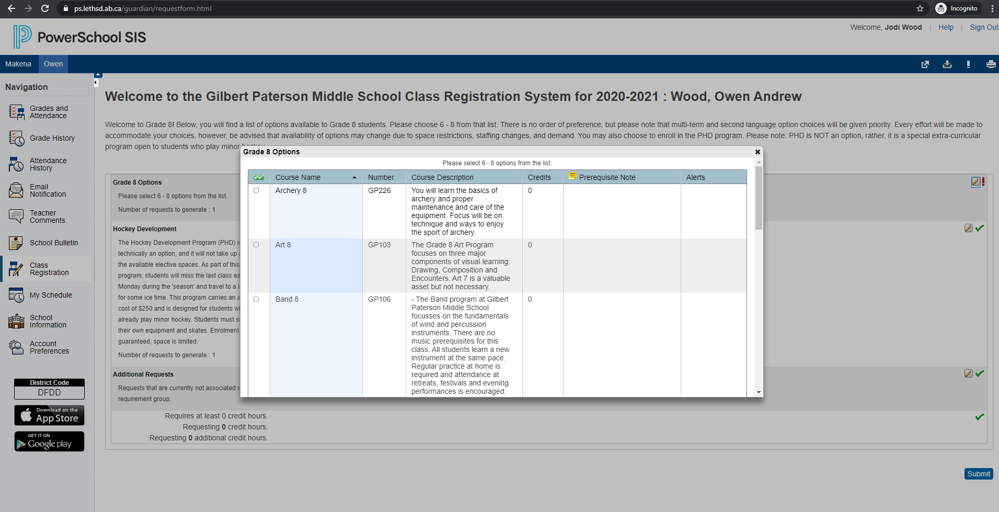 ps.lethsd.ab.ca/guardian/requestform.html
Incognito
PowerSchool SIS
Welcome, Jodi Wood | Help | Sign Out
Makena
Owen
Navigation
Grades and
Attendance
Grade History
Attendance
History
Email
Notification
Teacher
Comments
School Bulletin
Class
Registration
My Schedule
School
Information
Account
Preferences
District Code
DFDD
Download on the
App Store
GET IT ON
Google play
Welcome to the Gilbert Paterson Middle School Class Registration System for 2020-2021 : Wood, Owen Andrew
Welcome to Grade 8! Below, you will find a list of options available to Grade 8 students. Please choose 6 - 8 from that list. There is no order of preference, but please note that multi-term and second language option choices will be given priority. Every effort will be made to
accommodate your choices, however, be advised that availability of options may change due to space restrictions, staffing changes, and demand. You may also choose to enroll in the PHD program. Please note: PHD is NOT an option, rather, it is a special extra-curricular
program open to students who play minor hockey.
Grade 8 Options
Please select 6 - 8 options from the list.
Number of requests to generate : 1
Hockey Development
The Hockey Development Program (PHD) is
technically an option, and it will not take up
the available elective spaces. As part of this
program, students will miss the last class
Monday during the 'season' and travel to a
for some ice time. This program carries an
cost of $250 and is designed for students
already play minor hockey. Students must
their own equipment and skates. Enrolment
guaranteed, space is limited.
Number of requests to generate : 1
Additional Requests
Requests that are currently not associated
requirement group.
Requires at least 0 credit hours.
Requesting 0 credit hours.
Requesting 0 additional credit hours.
Submit
Grade 8 Options
Please select 6 - 8 options from the list.
Course Name Number Course Description Credits Prerequisite Note Alerts
Archery 8 GP226 You will learn the basics of 0
archery and proper
maintenance and care of the
equipment. Focus will be on
technique and ways to enjoy
the sport of archery.
Art 8 GP103 The Grade 8 Art Program 0
focuses on three major
components of visual learning:
Drawing, Composition and
Encounters. Art 7 is a valuable
asset but not necessary.
Band 8 GP106 - The Band program at Gilbert 0
Paterson Middle School
focusses on the fundamentals
of wind and percussion
instruments. There are no
music prerequisites for this
class. All students learn a new
instrument at the same pace.
Regular practice at home is
required and attendance at
retreats, festivals and evening
performances is encouraged.